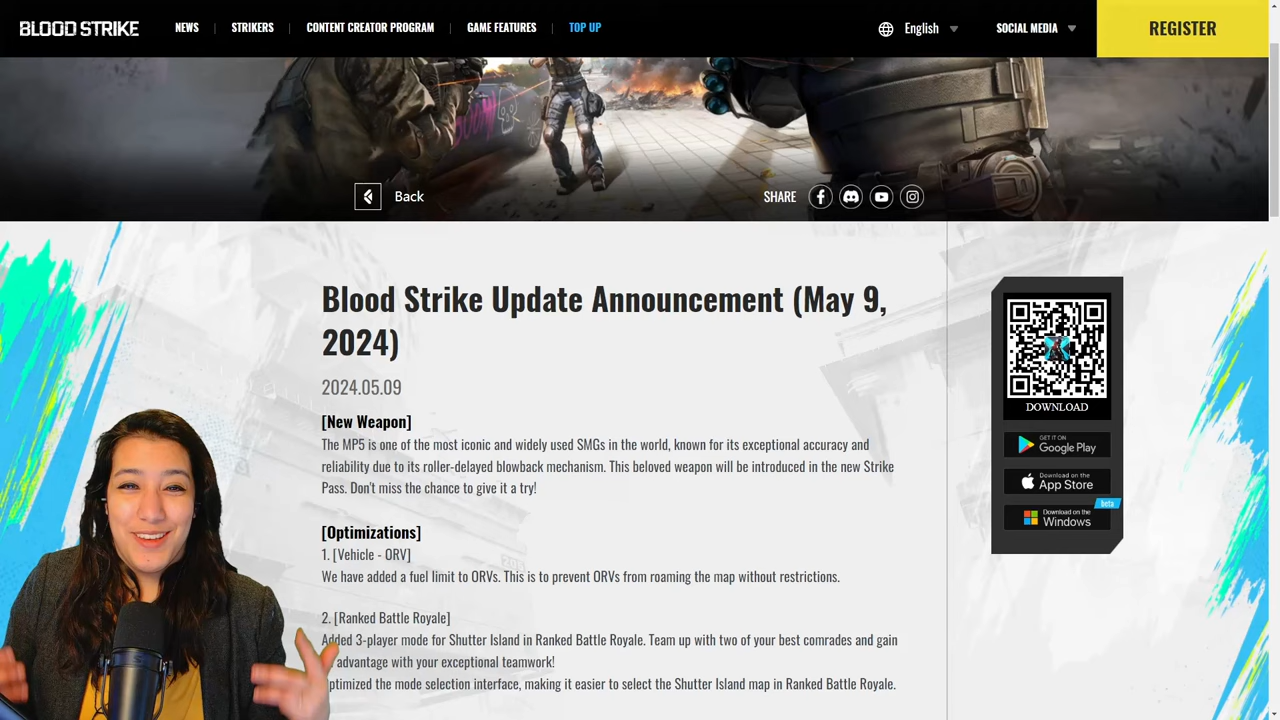 BLOOD STRIKE
NEWS
STRIKERS
CONTENT CREATOR PROGRAM
GAME FEATURES
TOP UP
English
SOCIAL MEDIA
REGISTER
Back
SHARE
Blood Strike Update Announcement (May 9,
2024)
2024.05.09
[New Weapon]
The MP5 is one of the most iconic and widely used SMGs in the world, known for its exceptional accuracy and
reliability due to its roller-delayed blowback mechanism. This beloved weapon will be introduced in the new Strike
Pass. Don't miss the chance to give it a try!
[Optimizations]
1. [Vehicle - ORV]
We have added a fuel limit to ORVs. This is to prevent ORVs from roaming the map without restrictions.
2. [Ranked Battle Royale]
Added 3-player mode for Shutter Island in Ranked Battle Royale. Team up with two of your best comrades and gain
advantage with your exceptional teamwork!
ptimized the mode selection interface, making it easier to select the Shutter Island map in Ranked Battle Royale.
DOWNLOAD
GET IT ON
Google Play
Download on the
App Store
beta
Download on the
Windows